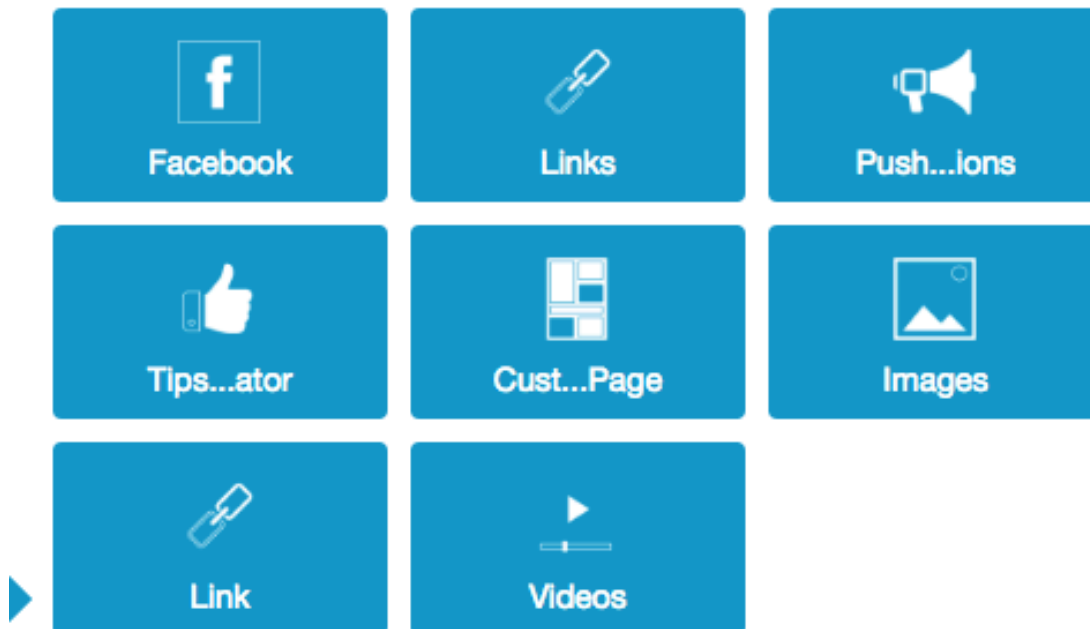 Facebook
Links
Push...ions
Tips...ator
Cust...Page
Images
Link
Videos